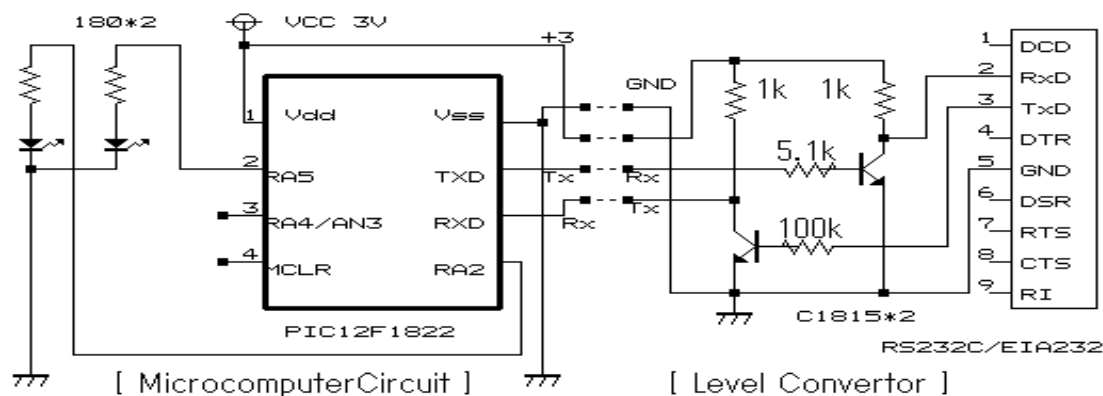 180*2
VCC 3V
+3
GND
1k
1k
1 Vdd
Vss
2 RA5
TXD
Tx
Rx
5.1k
3 RA4/AN3
RXD
Rx
Tx
100k
4 MCLR
RA2
PIC12F1822
C1815*2
1 DCD
2 RxD
3 TxD
4 DTR
5 GND
6 DSR
7 RTS
8 CTS
9 RI
RS232C/EIA232
[ MicrocomputerCircuit ]
[ Level Convertor ]